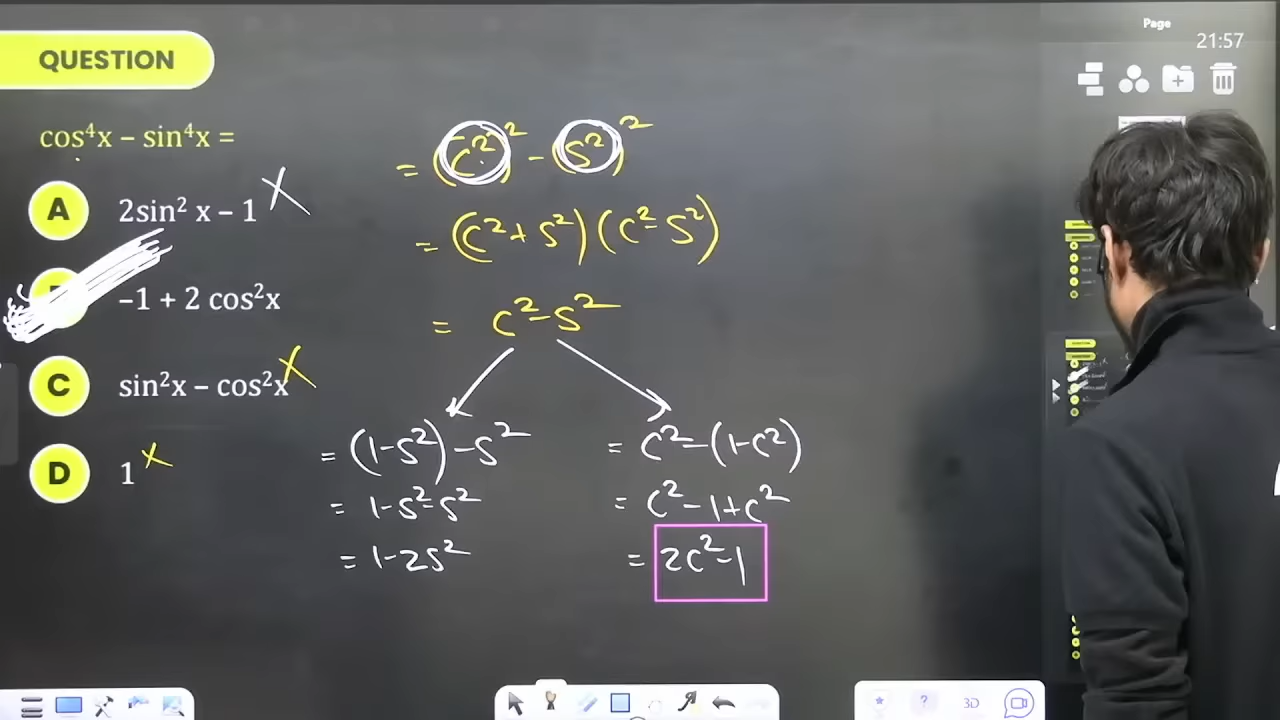 Page
21:57
QUESTION
cos⁴x – sin⁴x =
A 2sin² x – 1 X
–1 + 2 cos²x
C sin²x – cos²x X
D 1 X
= (C²)² - (S²)²
= (C² + S²) (C² - S²)
= C² - S²
= (1-S²) - S²
= 1 - S² - S²
= 1 - 2S²
= C² - (1-C²)
= C² - 1 + C²
= 2C² - 1
? 3D